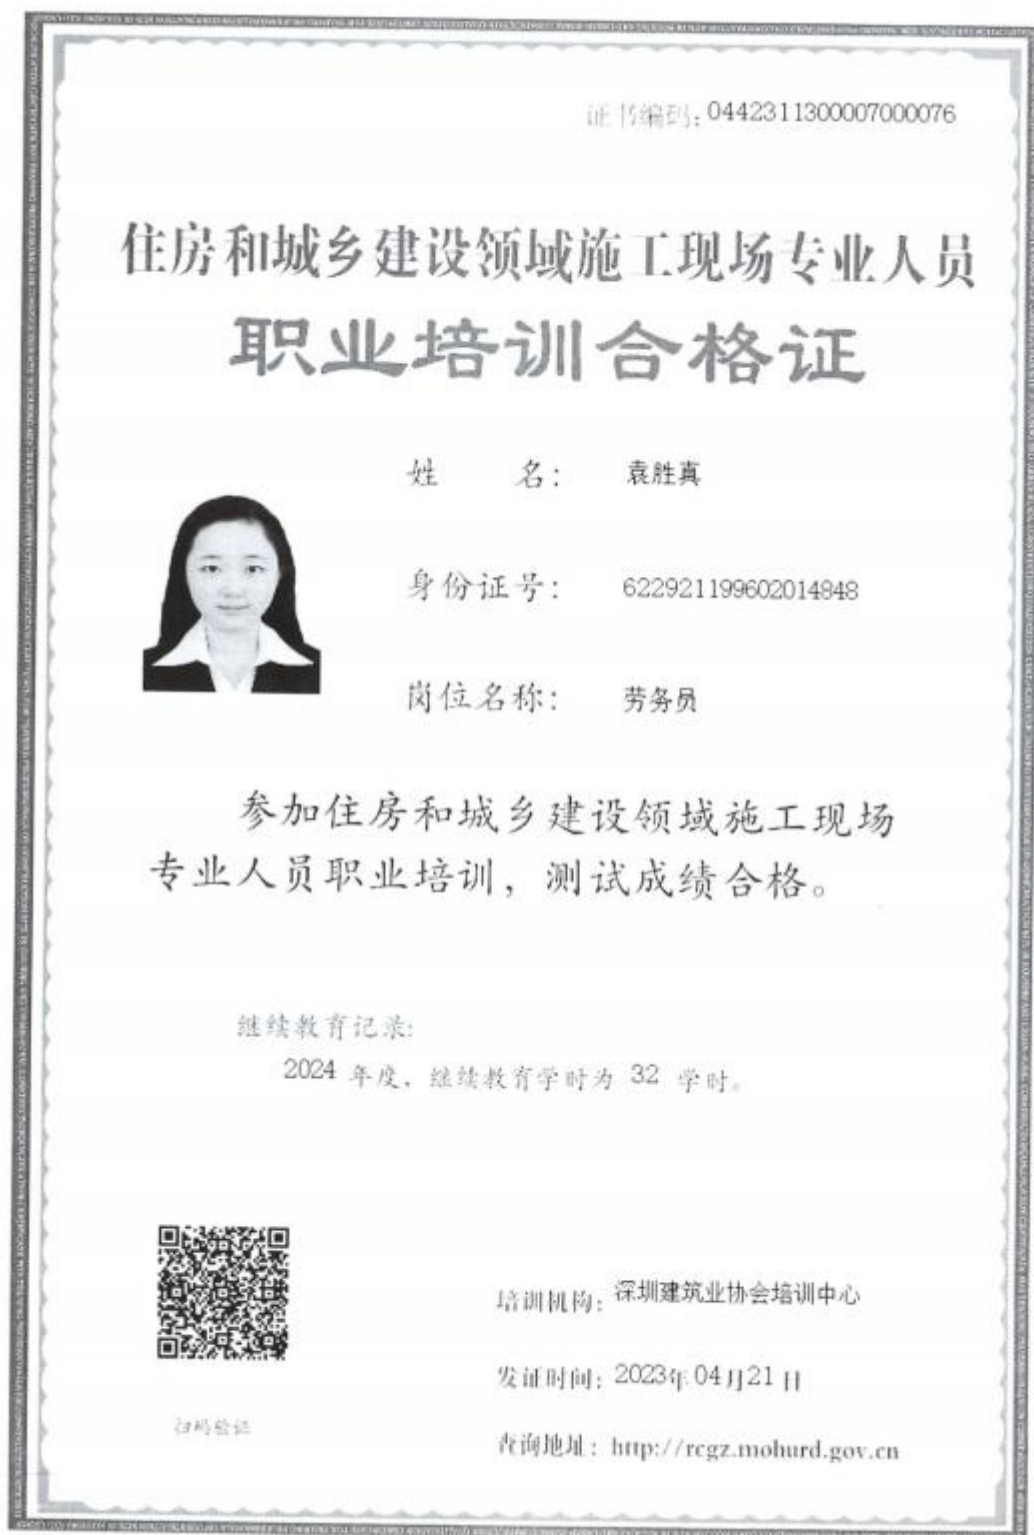 证书编码：0442311300007000076
住房和城乡建设领域施工现场专业人员
职业培训合格证
姓 名： 袁胜真
身份证号： 622921199602014848
岗位名称： 劳务员
参加住房和城乡建设领域施工现场
专业人员职业培训，测试成绩合格。
继续教育记录:
2024 年度，继续教育学时为 32 学时。
培训机构：深圳建筑业协会培训中心
发证时间：2023年 04月21日
扫码验证
查询地址：http://rcgz.mohurd.gov.cn